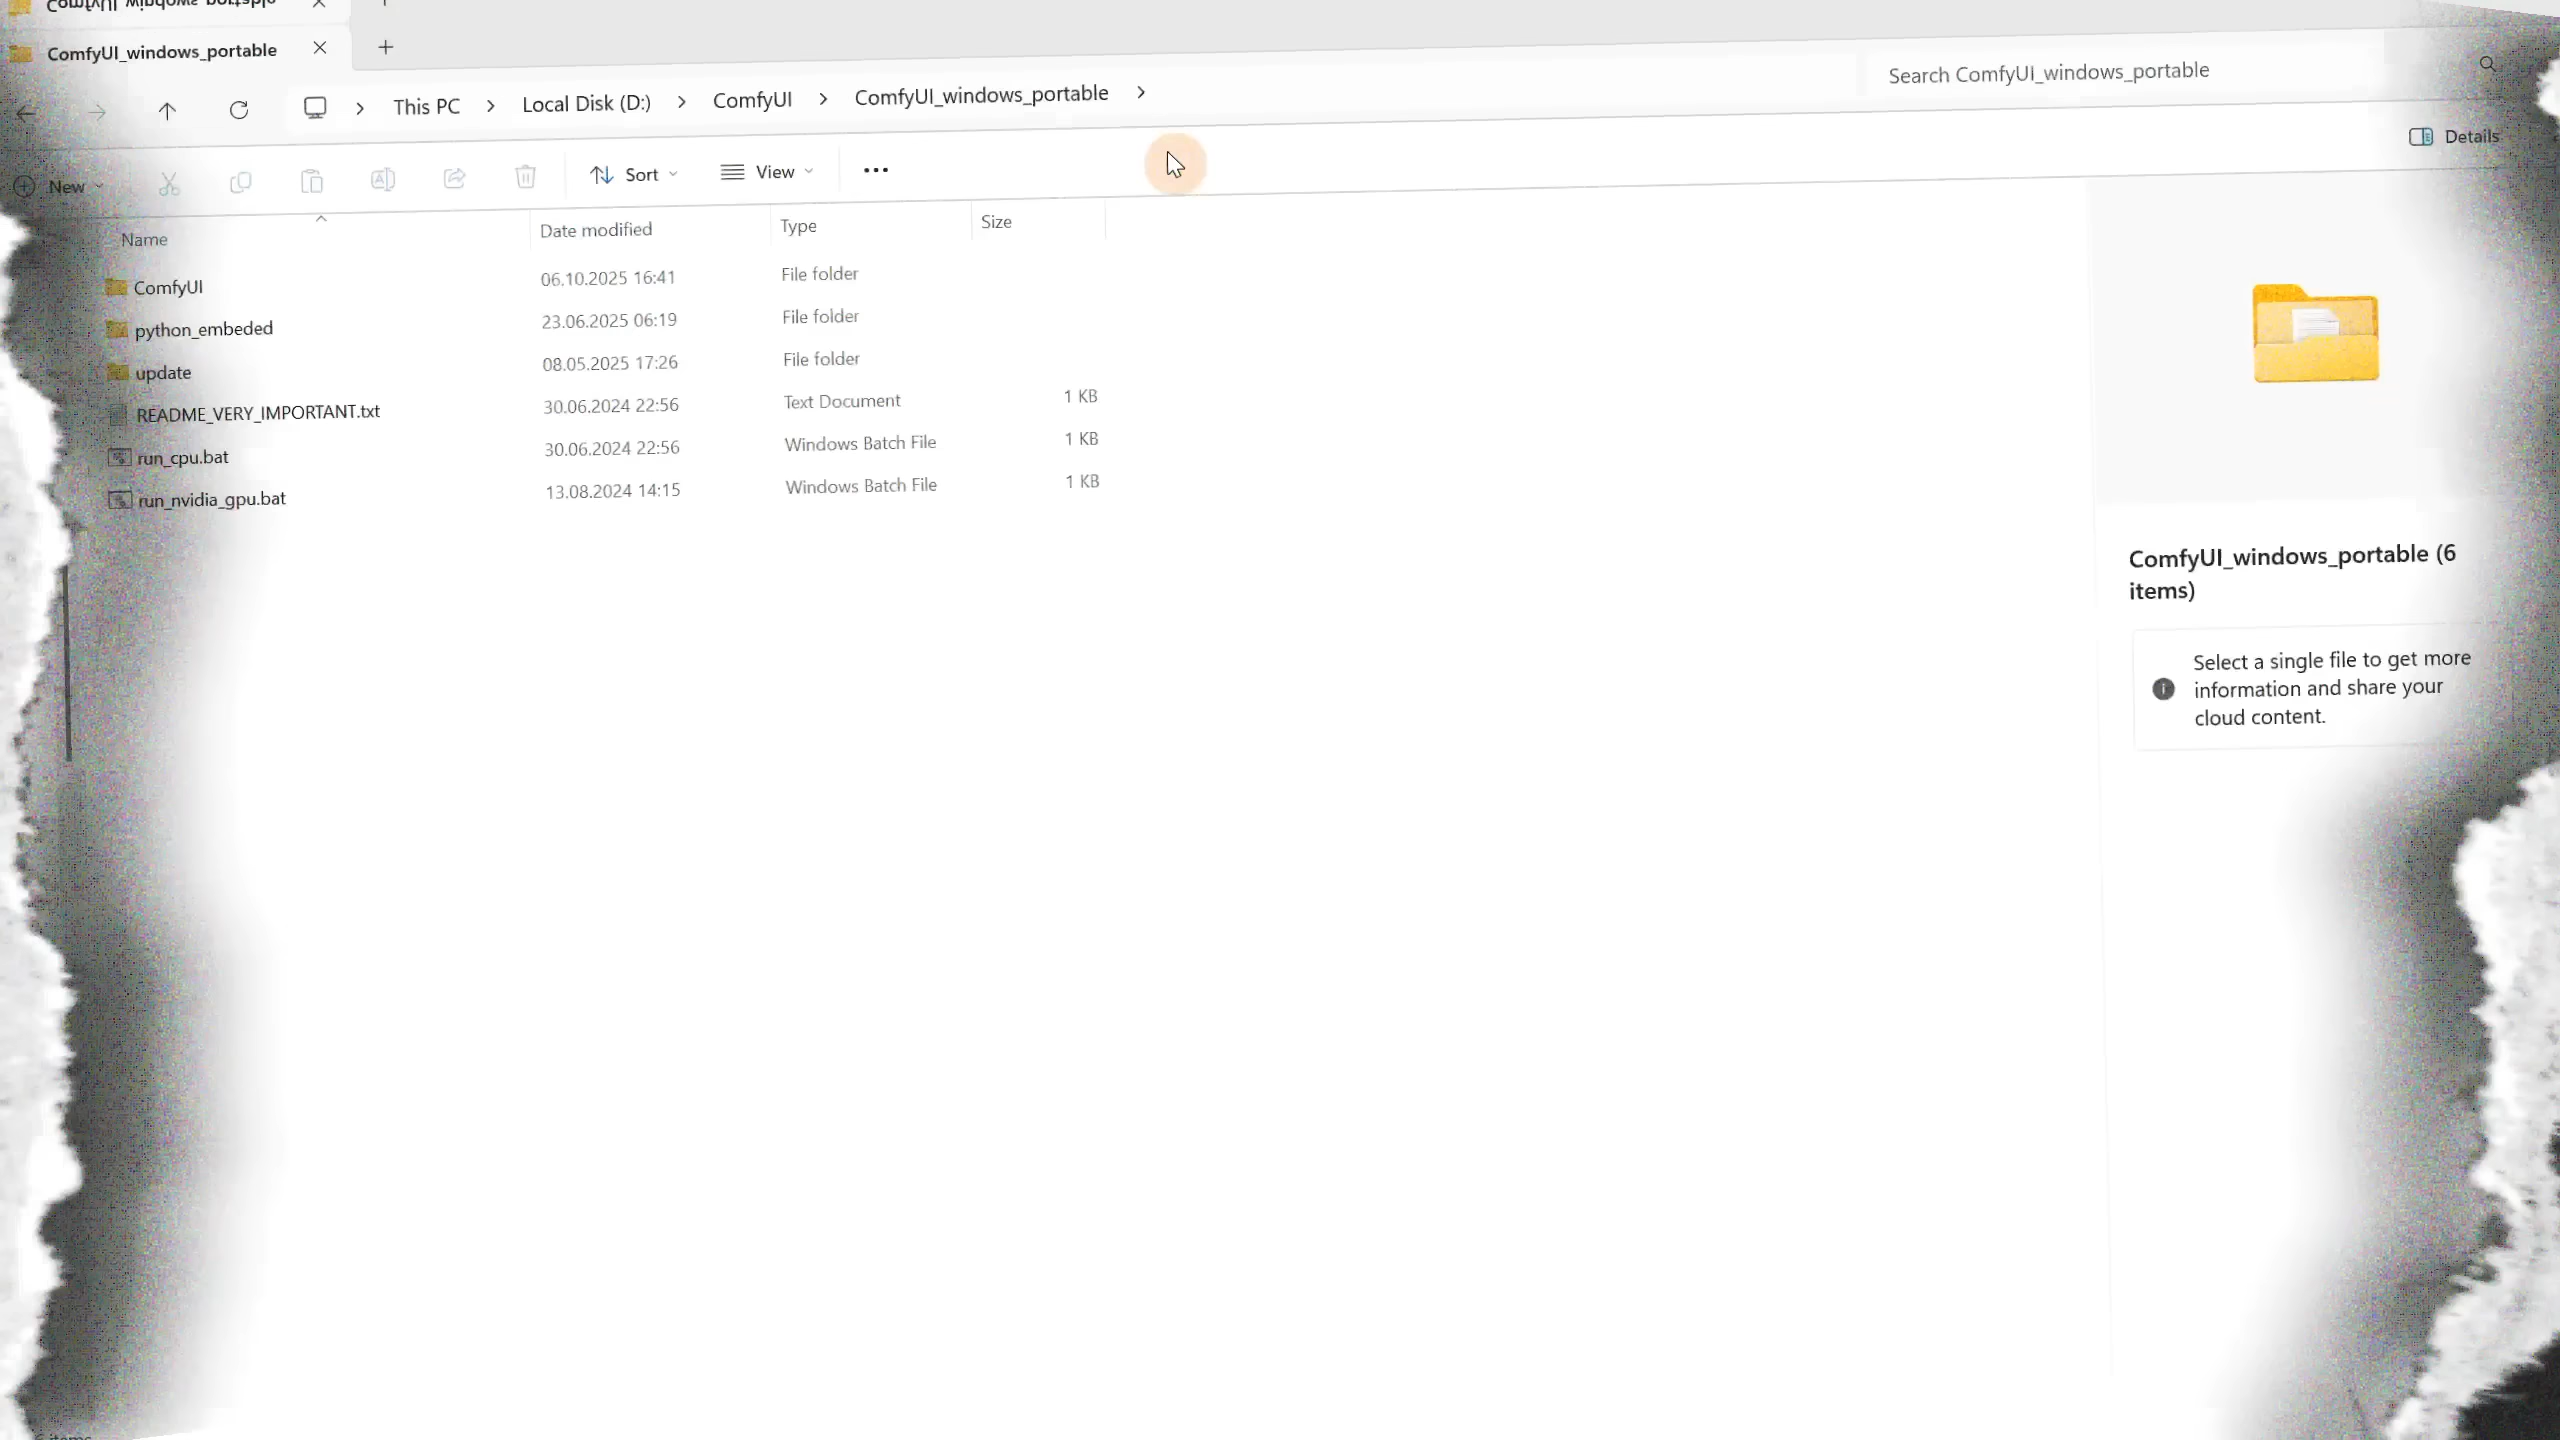 ComfyUI_windows_portable
This PC > Local Disk (D:) > ComfyUI > ComfyUI_windows_portable >
Search ComfyUI_windows_portable
New
Sort
View
Details
Name
Date modified
Type
Size
ComfyUI 06.10.2025 16:41 File folder
python_embeded 23.06.2025 06:19 File folder
update 08.05.2025 17:26 File folder
README_VERY_IMPORTANT.txt 30.06.2024 22:56 Text Document 1 KB
run_cpu.bat 30.06.2024 22:56 Windows Batch File 1 KB
run_nvidia_gpu.bat 13.08.2024 14:15 Windows Batch File 1 KB
ComfyUI_windows_portable (6
items)
Select a single file to get more
information and share your
cloud content.